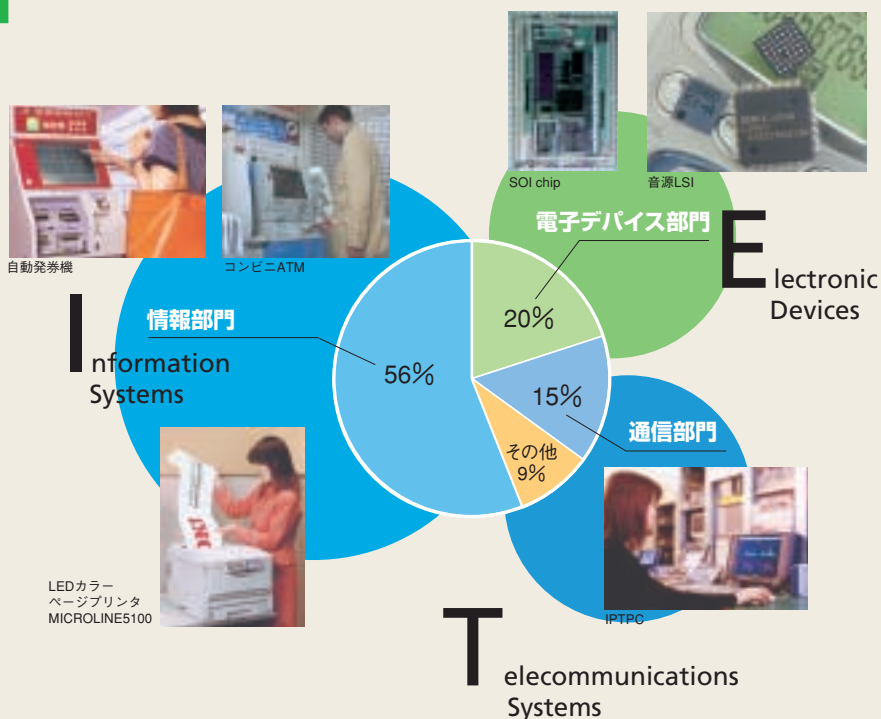 SOI chip
音源LSI
自動発券機
コンビニATM
電子デバイス部門
Electronic
Devices
20%
情報部門
Information
Systems
56%
15%
通信部門
その他
9%
LEDカラー
ページプリンタ
MICROLINE5100
IPTPC
Telecommunications
Systems